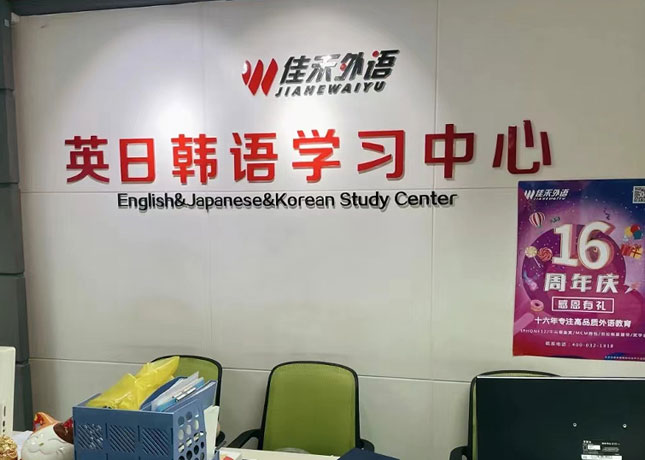 佳禾外语
JIAHEWAIYU
英日韩语学习中心
English&Japanese&Korean Study Center
佳禾外语
JIAHEWAIYU
16
周年庆
感恩有礼
十六年专注高品质外语教育